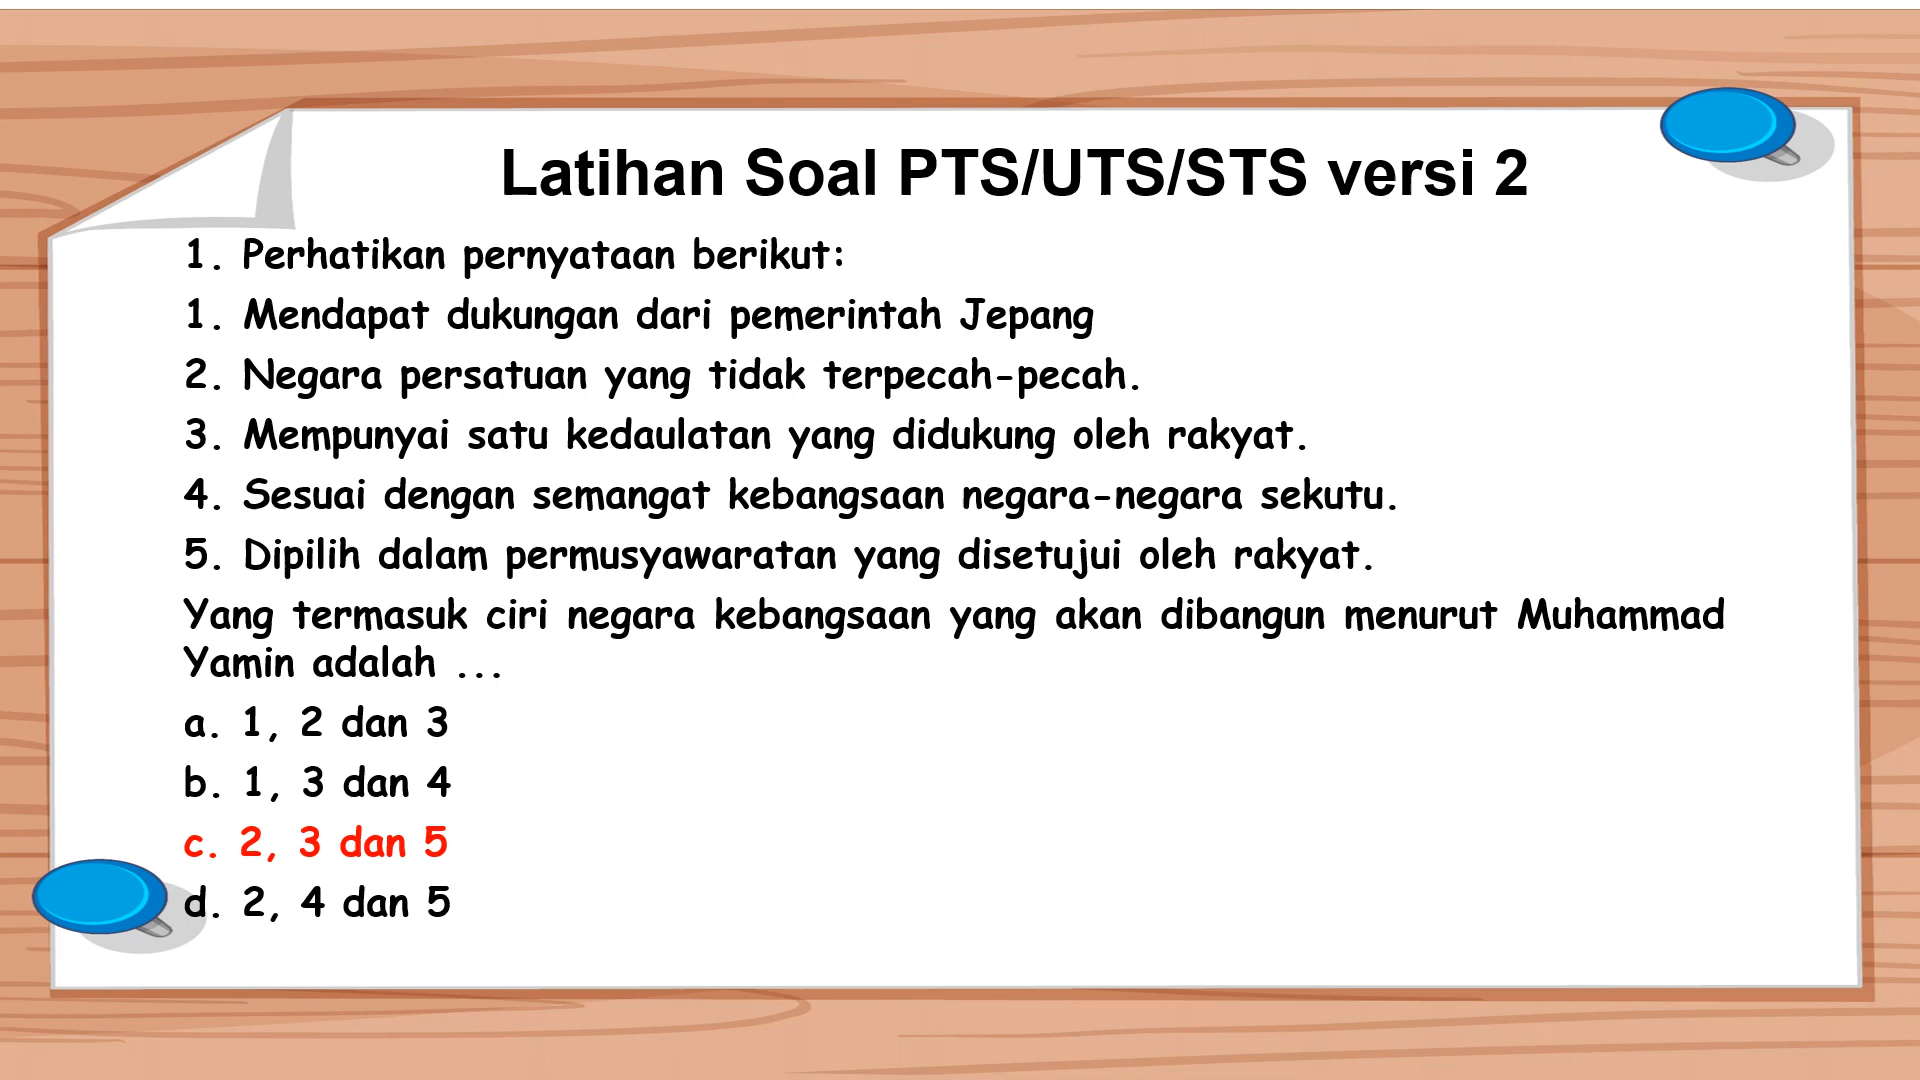 Latihan Soal PTS/UTS/STS versi 2
1. Perhatikan pernyataan berikut:
1. Mendapat dukungan dari pemerintah Jepang
2. Negara persatuan yang tidak terpecah-pecah.
3. Mempunyai satu kedaulatan yang didukung oleh rakyat.
4. Sesuai dengan semangat kebangsaan negara-negara sekutu.
5. Dipilih dalam permusyawaratan yang disetujui oleh rakyat.
Yang termasuk ciri negara kebangsaan yang akan dibangun menurut Muhammad
Yamin adalah ...
a. 1, 2 dan 3
b. 1, 3 dan 4
c. 2, 3 dan 5
d. 2, 4 dan 5